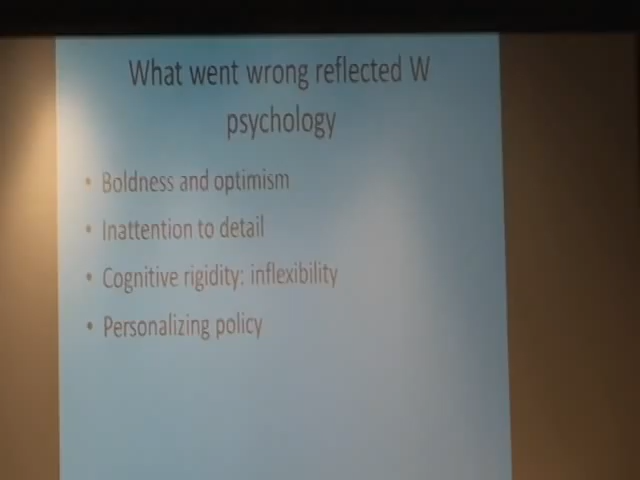 What went wrong reflected W
psychology
• Boldness and optimism
• Inattention to detail
• Cognitive rigidity: inflexibility
• Personalizing policy